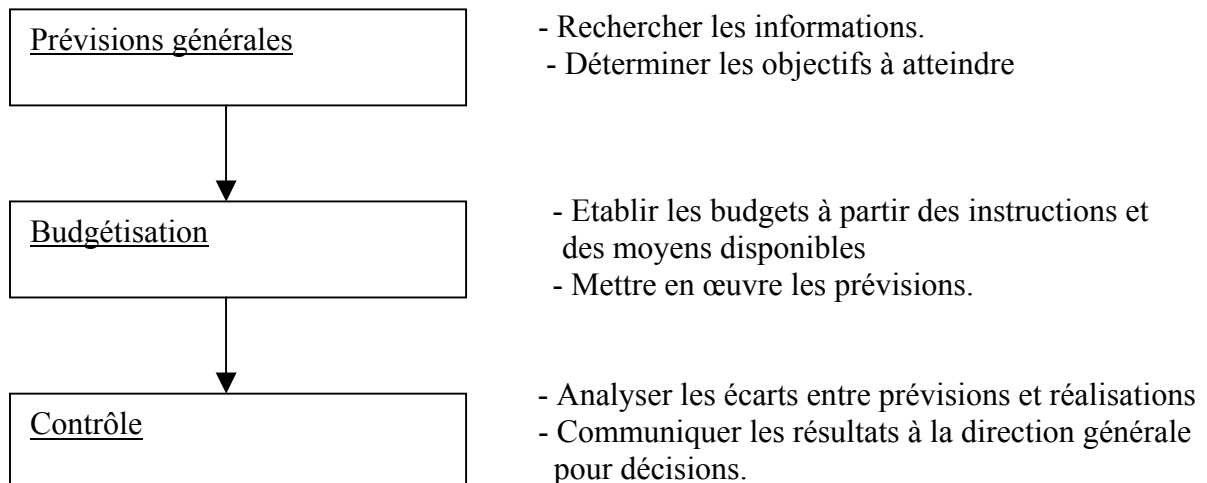 Prévisions générales
- Rechercher les informations.
- Déterminer les objectifs à atteindre
Budgétisation
- Etablir les budgets à partir des instructions et
des moyens disponibles
- Mettre en œuvre les prévisions.
Contrôle
- Analyser les écarts entre prévisions et réalisations
- Communiquer les résultats à la direction générale
pour décisions.